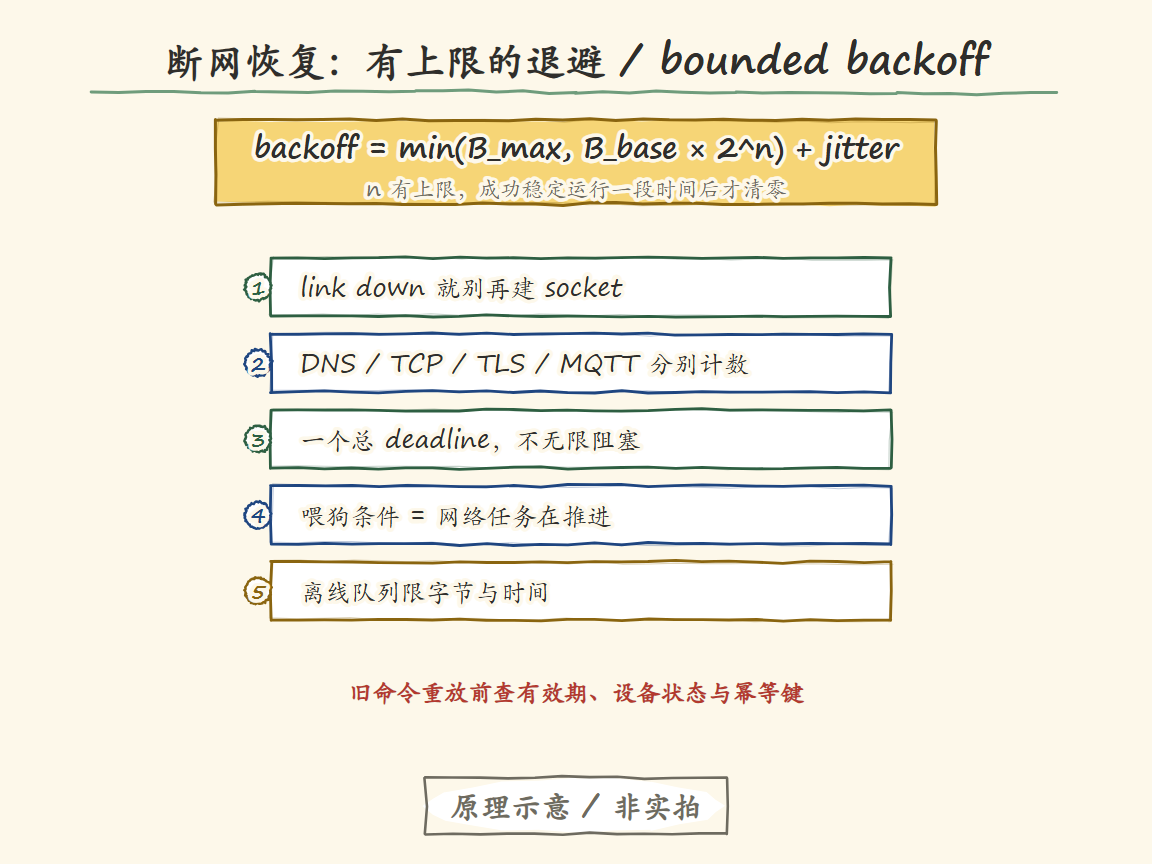 断网恢复：有上限的退避 / bounded backoff
backoff = min(B_max, B_base × 2^n) + jitter
n 有上限，成功稳定运行一段时间后才清零
1 link down 就别再建 socket
2 DNS / TCP / TLS / MQTT 分别计数
3 一个总 deadline，不无限阻塞
4 喂狗条件 = 网络任务在推进
5 离线队列限字节与时间
旧命令重放前查有效期、设备状态与幂等键
原理示意 / 非实拍